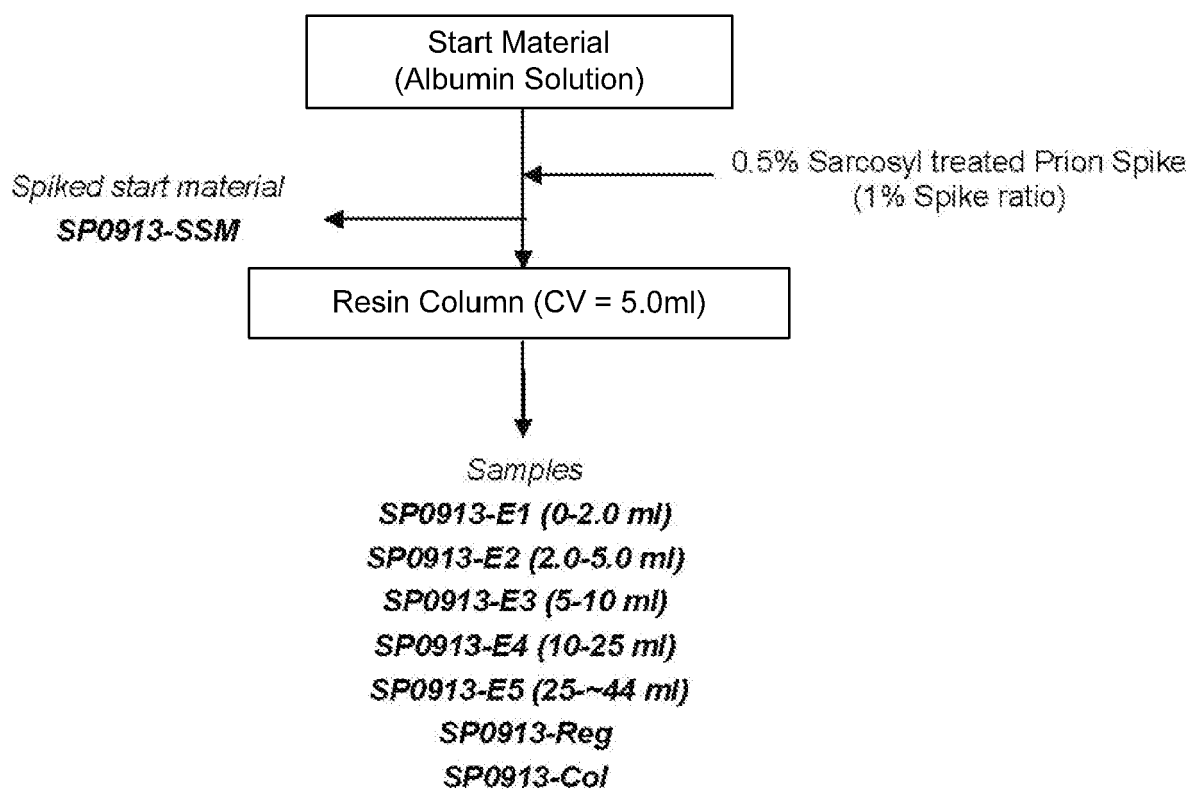 Start Material
(Albumin Solution)
0.5% Sarcosyl treated Prion Spike
(1% Spike ratio)
Spiked start material
SP0913-SSM
Resin Column (CV = 5.0ml)
Samples
SP0913-E1 (0-2.0 ml)
SP0913-E2 (2.0-5.0 ml)
SP0913-E3 (5-10 ml)
SP0913-E4 (10-25 ml)
SP0913-E5 (25-~44 ml)
SP0913-Reg
SP0913-Col